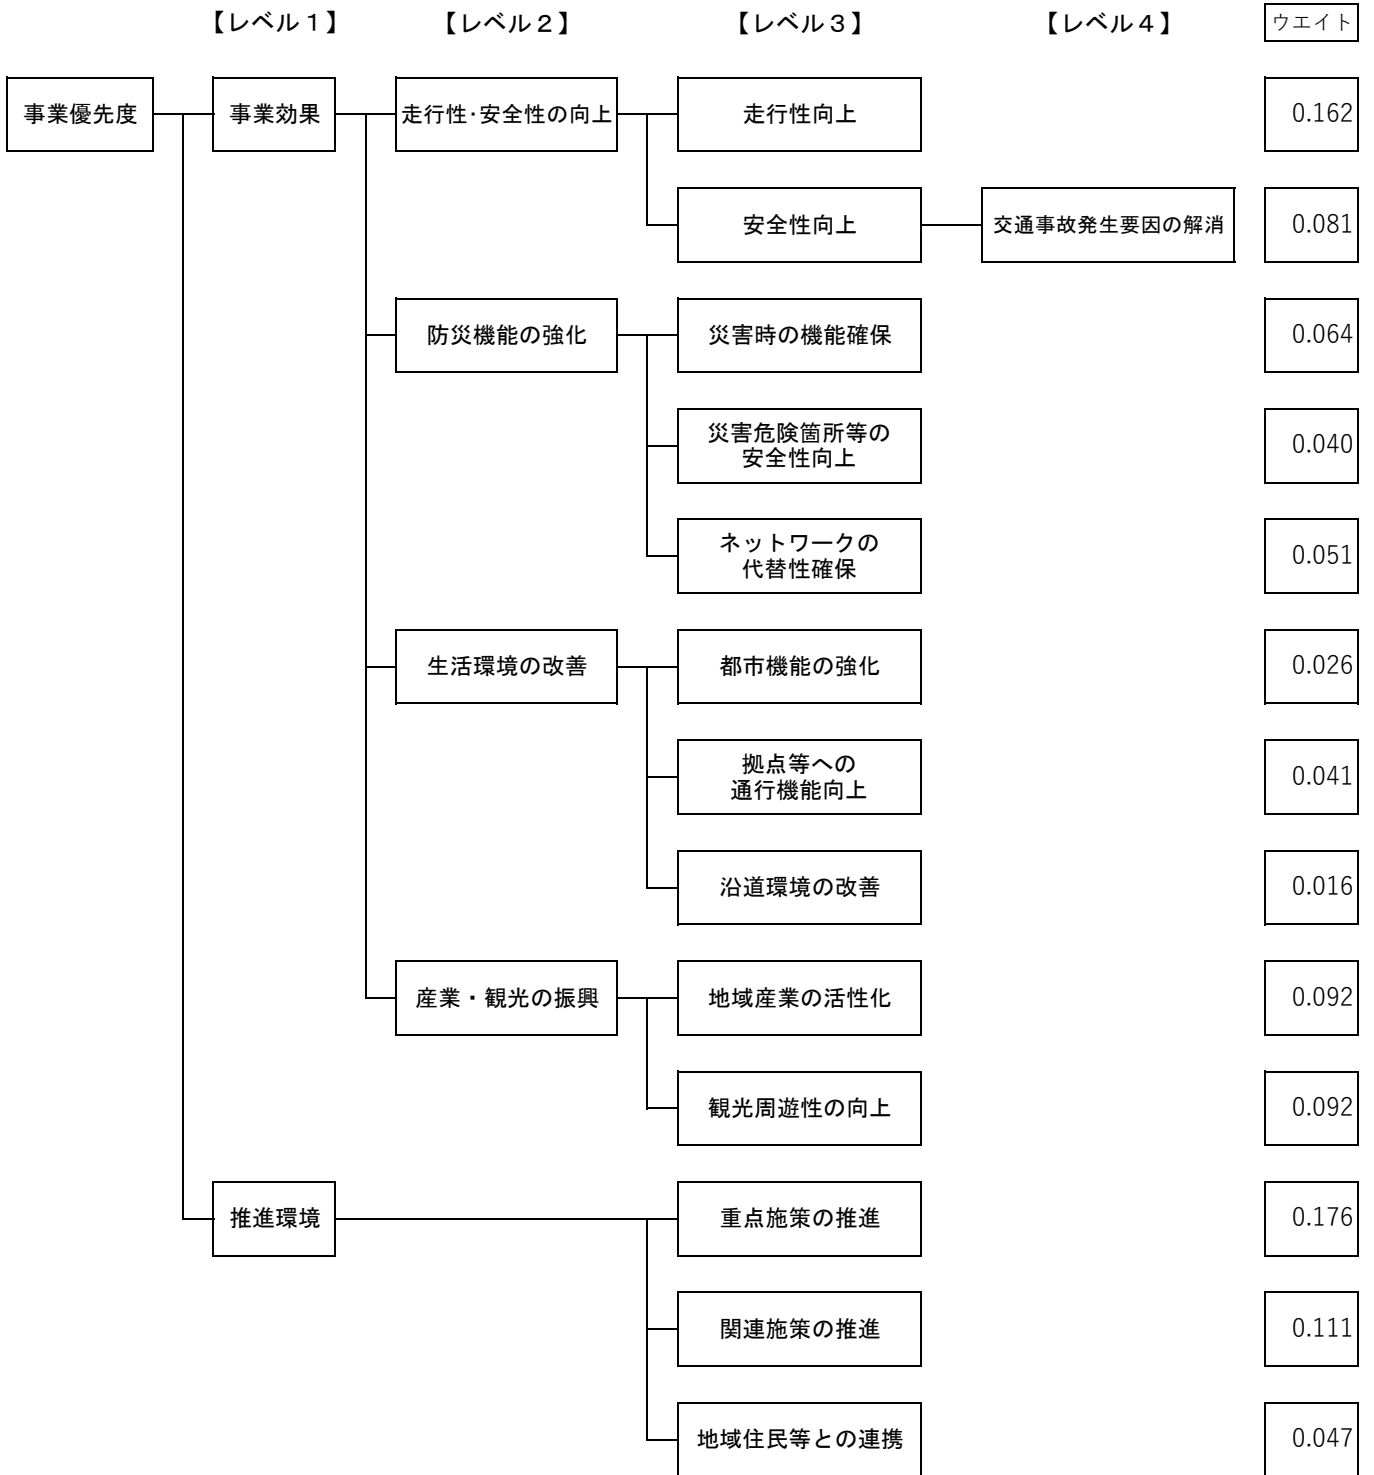 【レベル１】 【レベル２】 【レベル３】 【レベル４】 ウエイト
事業優先度 事業効果 走行性・安全性の向上 走行性向上 0.162
安全性向上 交通事故発生要因の解消 0.081
防災機能の強化 災害時の機能確保 0.064
災害危険箇所等の
安全性向上 0.040
ネットワークの
代替性確保 0.051
生活環境の改善 都市機能の強化 0.026
拠点等への
通行機能向上 0.041
沿道環境の改善 0.016
産業・観光の振興 地域産業の活性化 0.092
観光周遊性の向上 0.092
推進環境 重点施策の推進 0.176
関連施策の推進 0.111
地域住民等との連携 0.047